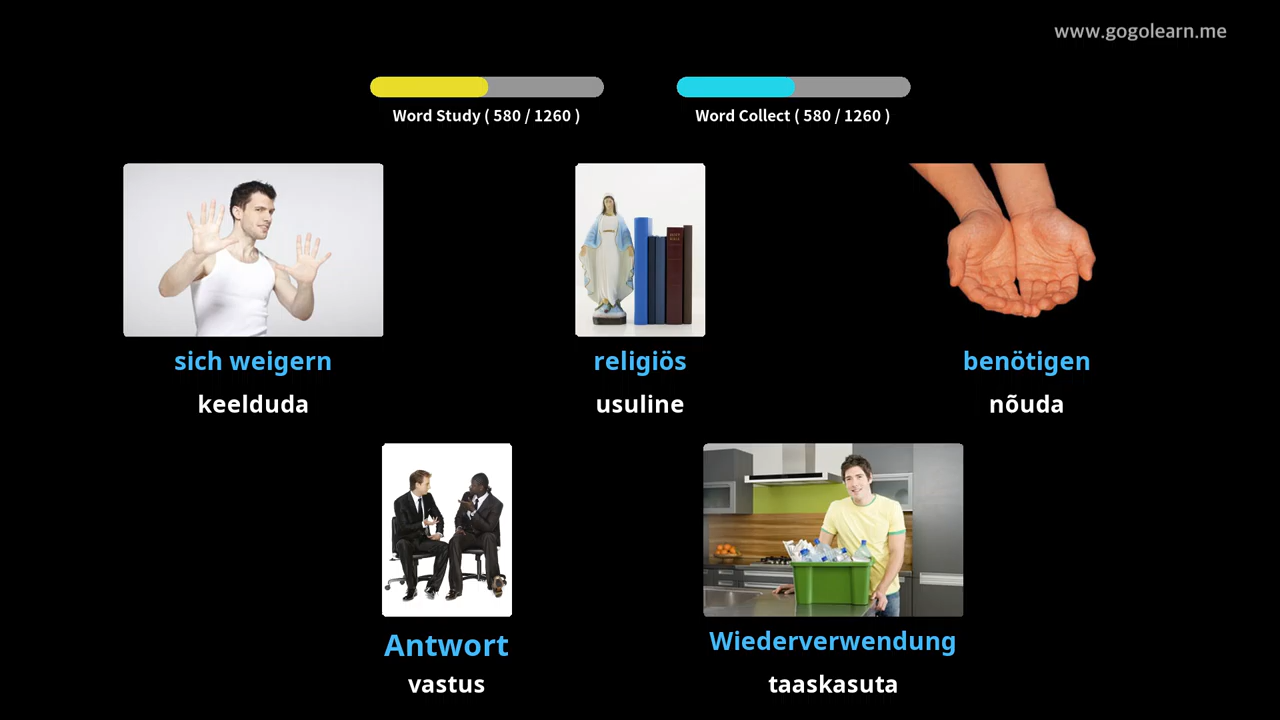 www.gogolearn.me
Word Study ( 580 / 1260 )
Word Collect ( 580 / 1260 )
sich weigern
religiös
benötigen
keelduda
usuline
nõuda
Antwort
Wiederverwendung
vastus
taaskasuta